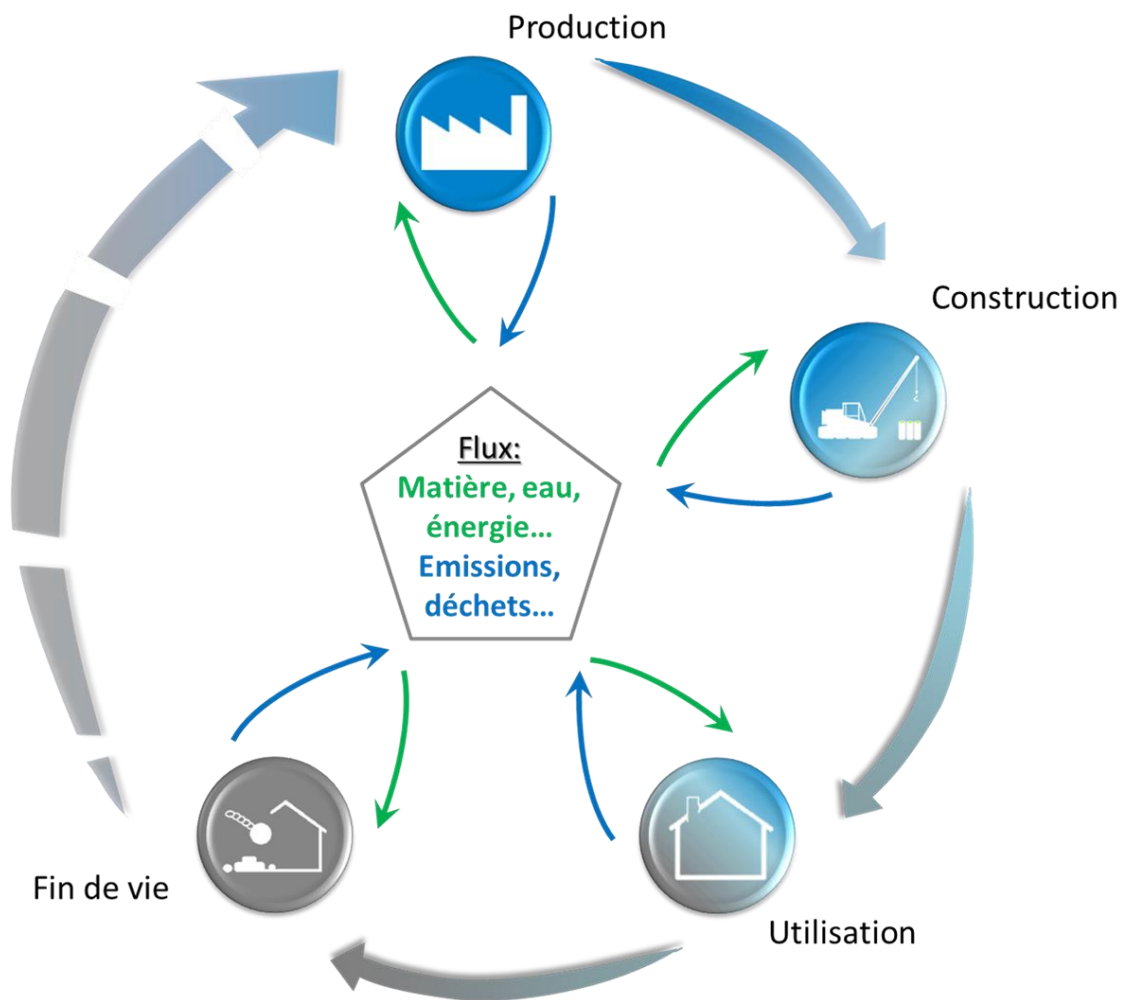 Production
Construction
Flux:
Matière, eau,
énergie...
Emissions,
déchets...
Fin de vie
Utilisation